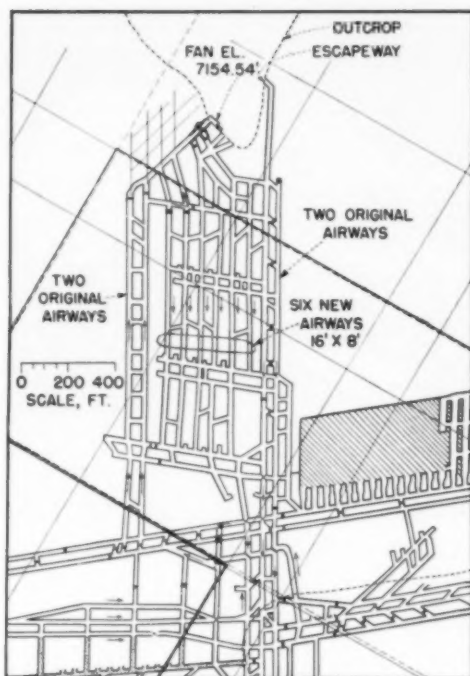 OUTCROP
FAN EL.
7154.54'
ESCAPEWAY
TWO ORIGINAL
AIRWAYS
TWO
ORIGINAL
AIRWAYS
SIX NEW
AIRWAYS
16' X 8'
0 200 400
SCALE, FT.